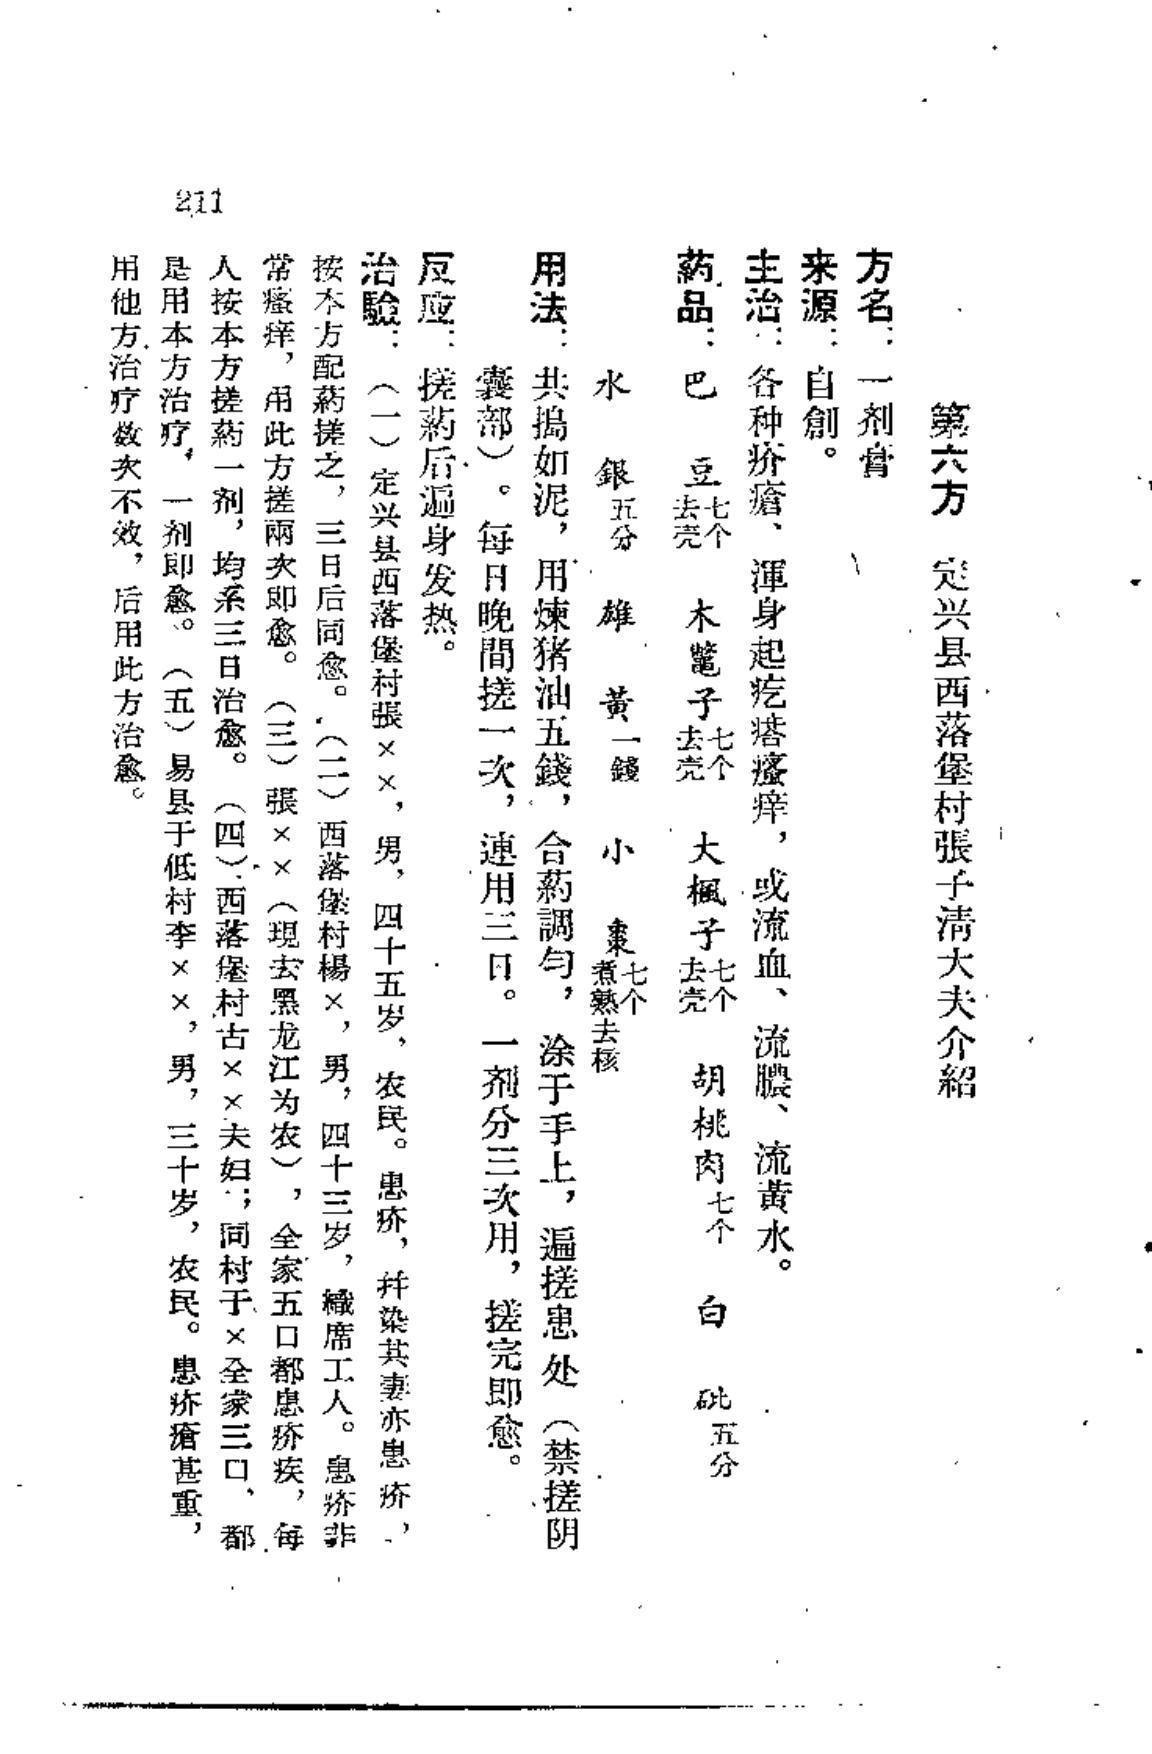 第六方　定兴县西落堡村張子淸大夫介紹
方名：一剂膏
来源：自創。
主治：各种疥瘡、渾身起疙瘩瘙痒，或流血、流膿、流黃水。
药品：巴豆七个去壳　木鼈子七个去壳　大楓子七个去壳　胡桃肉七个　白砒五分
水銀五分　雄黃一錢　小棗七个煮熟去核
用法：共搗如泥，用煉猪油五錢，合药調匀，涂于手上，遍搓患处（禁搓阴
囊部）。每日晚間搓一次，連用三日。一剂分三次用，搓完即愈。
反应：搓药后遍身发热。
治驗：（一）定兴县西落堡村張××，男，四十五岁，农民。患疥，幷染其妻亦患疥，
按本方配药搓之，三日后同愈。（二）西落堡村楊×，男，四十三岁，織席工人。患疥非
常瘙痒，用此方搓兩次即愈。（三）張××（現去黑龙江为农），全家五口都患疥疾，每
人按本方搓药一剂，均系三日治愈。（四）西落堡村古××夫妇；同村于×全家三口，都
是用本方治疗，一剂即愈。（五）易县于低村李××，男，三十岁，农民。患疥瘡甚重，
用他方治疗数次不效，后用此方治愈。
211